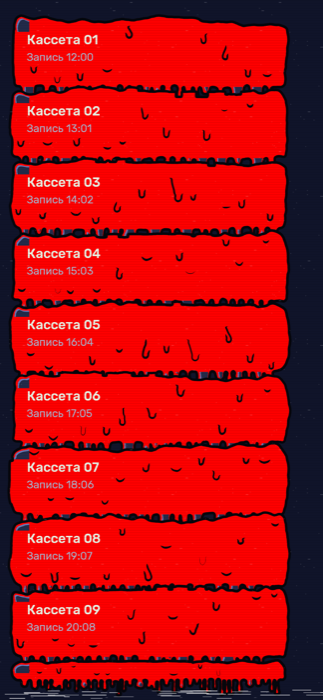 Кассета 01
Запись 12:00
Кассета 02
Запись 13:01
Кассета 03
Запись 14:02
Кассета 04
Запись 15:03
Кассета 05
Запись 16:04
Кассета 06
Запись 17:05
Кассета 07
Запись 18:06
Кассета 08
Запись 19:07
Кассета 09
Запись 20:08